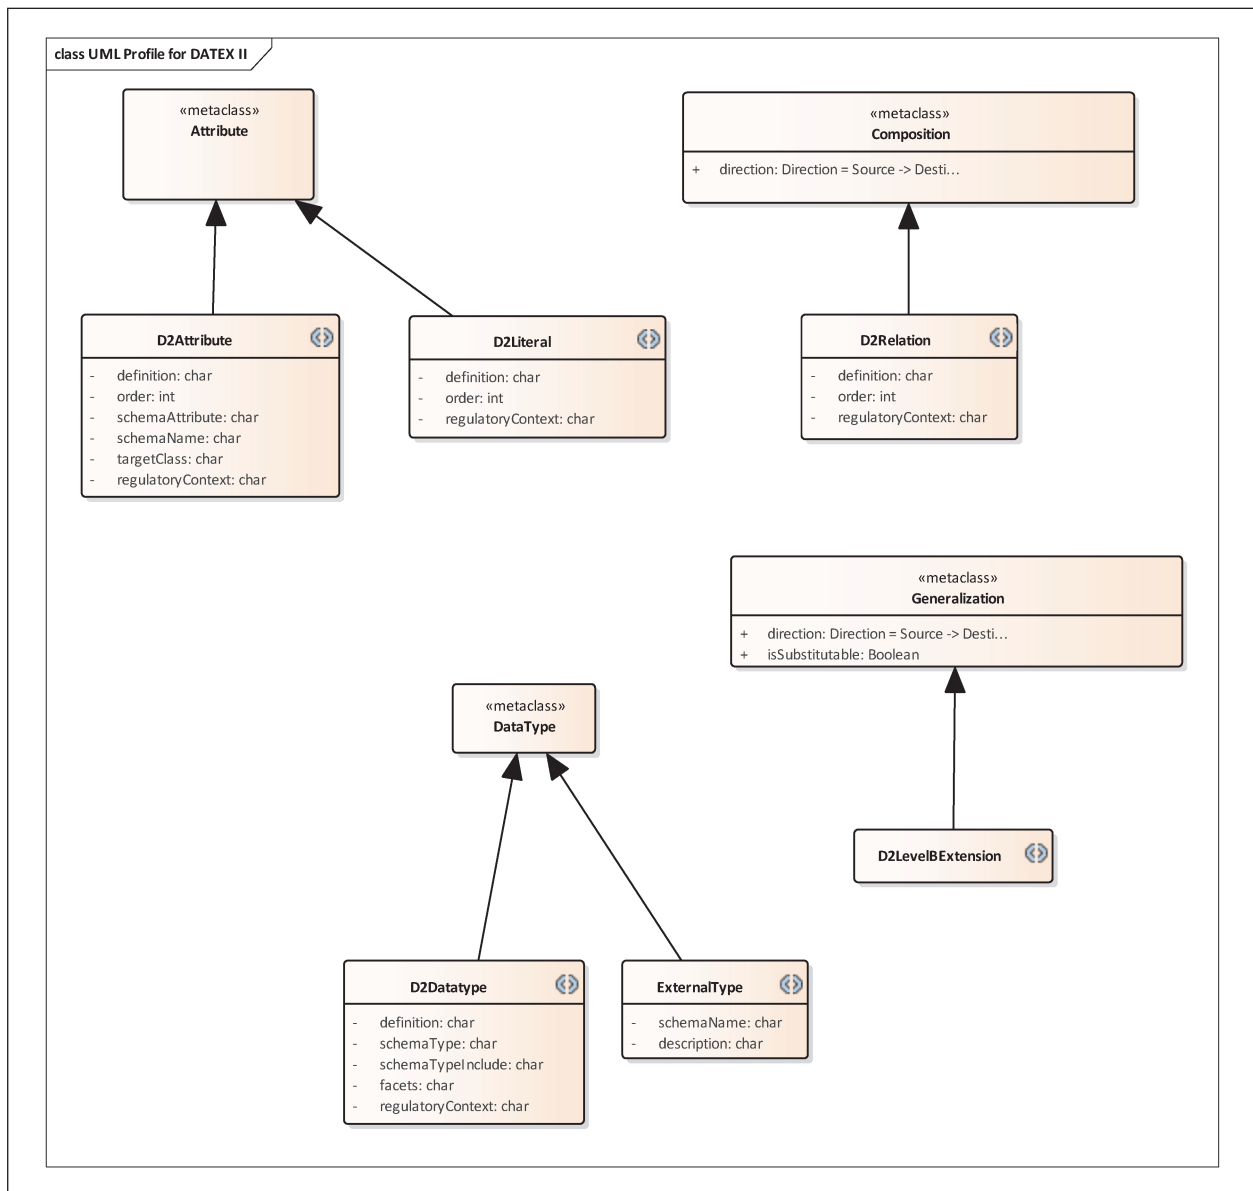 class UML Profile for DATEX II
«metaclass»
Attribute
«metaclass»
Composition
+ direction: Direction = Source -> Desti...
D2Attribute
- definition: char
- order: int
- schemaAttribute: char
- schemaName: char
- targetClass: char
- regulatoryContext: char
D2Literal
- definition: char
- order: int
- regulatoryContext: char
D2Relation
- definition: char
- order: int
- regulatoryContext: char
«metaclass»
Generalization
+ direction: Direction = Source -> Desti...
+ isSubstitutable: Boolean
«metaclass»
DataType
D2LevelBExtension
D2Datatype
- definition: char
- schemaType: char
- schemaTypeInclude: char
- facets: char
- regulatoryContext: char
ExternalType
- schemaName: char
- description: char